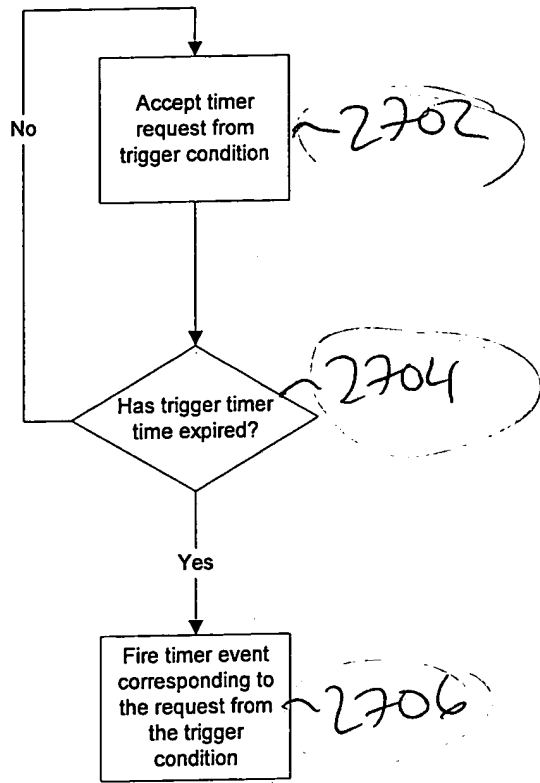 Accept timer
request from
trigger condition
2702
No
Has trigger timer
time expired?
2704
Yes
Fire timer event
corresponding to
the request from
the trigger
condition
2706